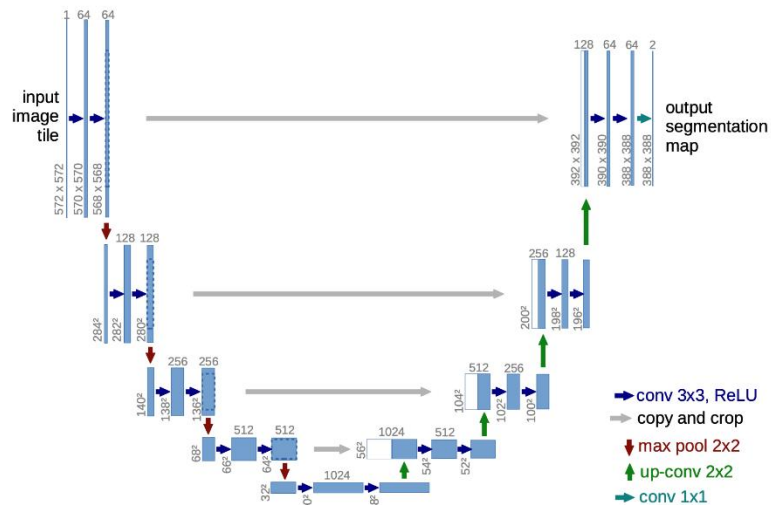 1 64 64
128 64 64 2
input
image
tile
output
segmentation
map
572 x 572
570 x 570
568 x 568
392 x 392
390 x 390
388 x 388
388 x 388
128 128
256 128
284²
282²
280²
200²
198²
196²
256 256
512 256
140²
138²
136²
104²
102²
100²
512 512
1024 512
68²
66²
64²
56²
54²
52²
1024
32²
0²
8²
conv 3x3, ReLU
copy and crop
max pool 2x2
up-conv 2x2
conv 1x1